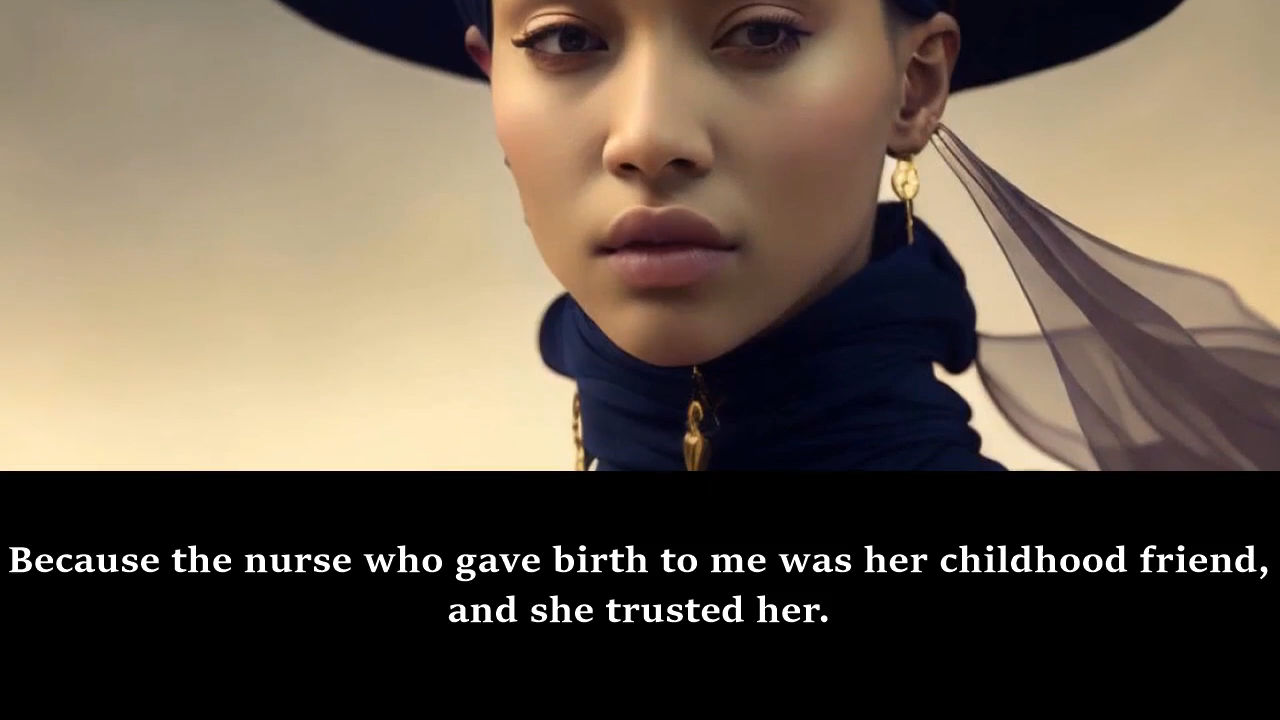 Because the nurse who gave birth to me was her childhood friend,
and she trusted her.